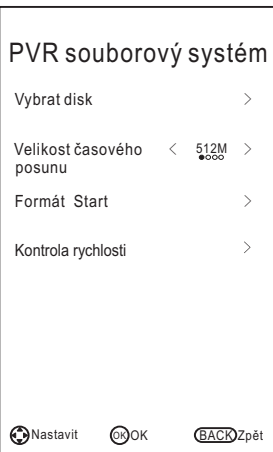 PVR souborový systém
Vybrat disk
Velikost časového
posunu
512M
Formát Start
Kontrola rychlosti
Nastavit OK OK BACK Zpět